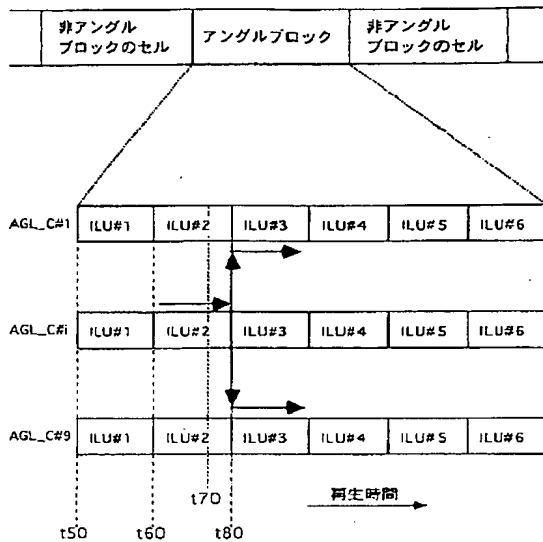 非アングル
ブロックのセル
アングルブロック
非アングル
ブロックのセル
AGL_C#1 ILU#1 ILU#2 ILU#3 ILU#4 ILU#5 ILU#6
AGL_C#i ILU#1 ILU#2 ILU#3 ILU#4 ILU#5 ILU#6
AGL_C#9 ILU#1 ILU#2 ILU#3 ILU#4 ILU#5 ILU#6
t70 再生時間
t50 t60 t80